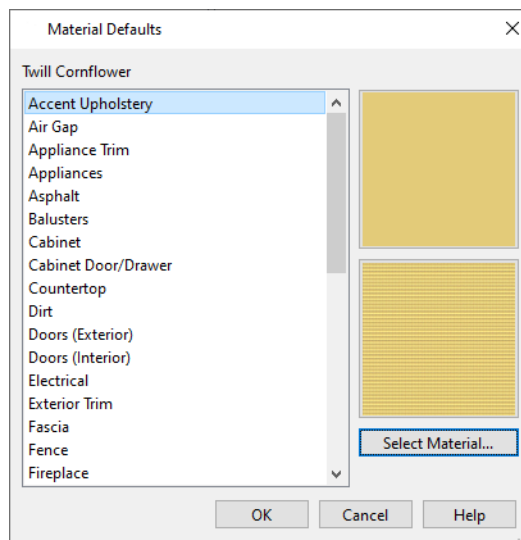 Material Defaults
Twill Cornflower
Accent Upholstery
Air Gap
Appliance Trim
Appliances
Asphalt
Balusters
Cabinet
Cabinet Door/Drawer
Countertop
Dirt
Doors (Exterior)
Doors (Interior)
Electrical
Exterior Trim
Fascia
Fence
Fireplace
Select Material...
OK
Cancel
Help